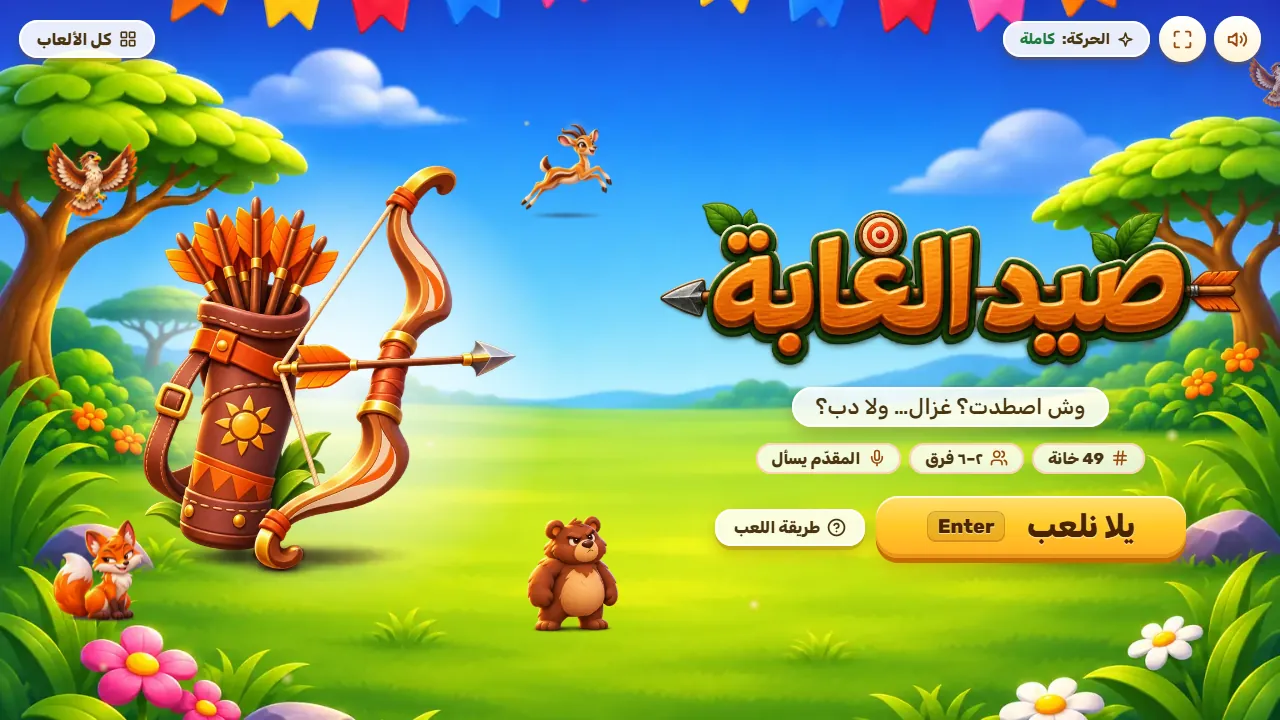 الحركة: كاملة
كل الألعاب
صيد الغابة
وش اصطدت؟ غزال... ولا دب؟
49 خانة
٢-٦ فرق
المقدّم يسأل
يلا نلعب Enter
طريقة اللعب